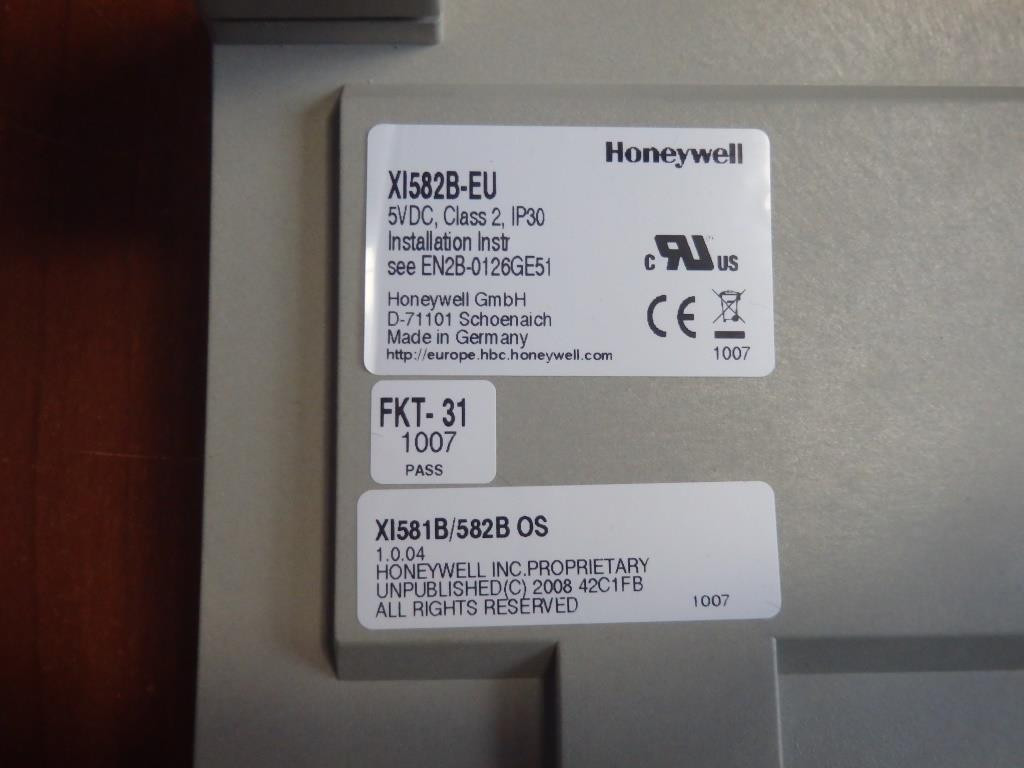 Honeywell
XI582B-EU
5VDC, Class 2, IP30
Installation Instr
see EN2B-0126GE51
c RU US
Honeywell GmbH
D-71101 Schoenaich
Made in Germany
http://europe.hbc.honeywell.com
CE
1007
FKT- 31
1007
PASS
XI581B/582B OS
1.0.04
HONEYWELL INC.PROPRIETARY
UNPUBLISHED(C) 2008 42C1FB
ALL RIGHTS RESERVED 1007